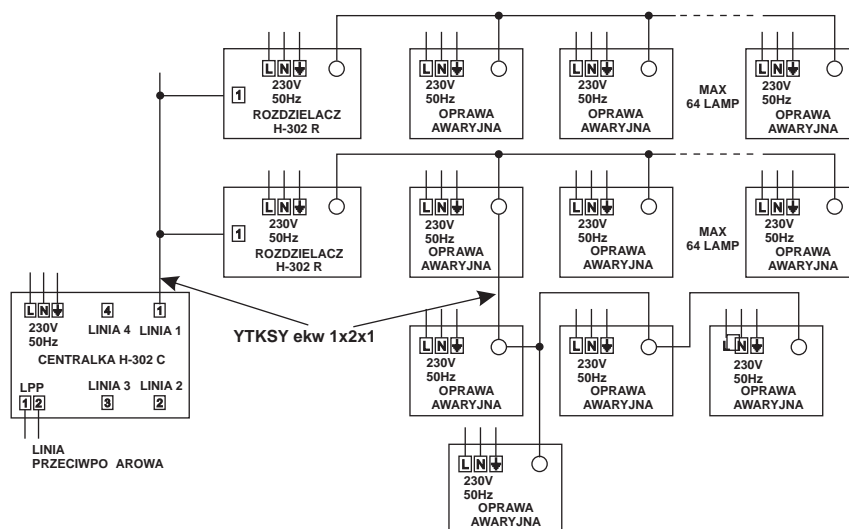 L N
230V
50Hz
1
ROZDZIELACZ
H-302 R
L N
230V
50Hz
OPRAWA
AWARYJNA
L N
230V
50Hz
OPRAWA
AWARYJNA
MAX
64 LAMP
L N
230V
50Hz
OPRAWA
AWARYJNA
L N
230V
50Hz
1
ROZDZIELACZ
H-302 R
L N
230V
50Hz
OPRAWA
AWARYJNA
L N
230V
50Hz
OPRAWA
AWARYJNA
MAX
64 LAMP
L N
230V
50Hz
OPRAWA
AWARYJNA
YTKSY ekw 1x2x1
L N
230V
50Hz
4
LINIA 4
1
LINIA 1
CENTRALKA H-302 C
LPP
1 2
LINIA 3
3
LINIA 2
2
LINIA
PRZECIWPO AROWA
L N
230V
50Hz
OPRAWA
AWARYJNA
L N
230V
50Hz
OPRAWA
AWARYJNA
L N
230V
50Hz
OPRAWA
AWARYJNA
L N
230V
50Hz
OPRAWA
AWARYJNA